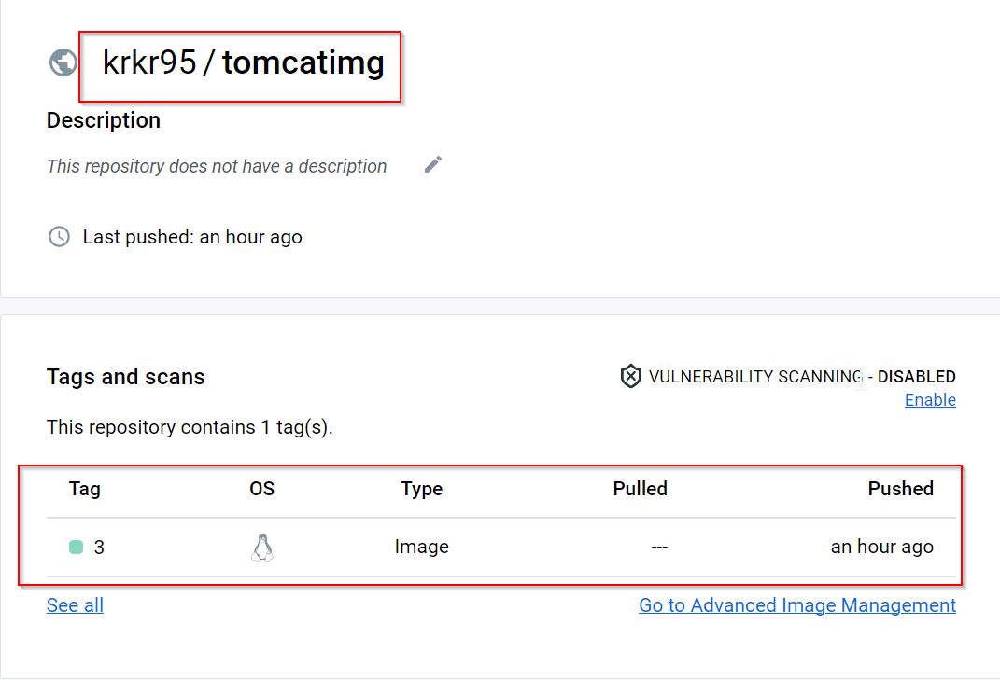 krkr95 / tomcatimg
Description
This repository does not have a description
Last pushed: an hour ago
Tags and scans
VULNERABILITY SCANNING - DISABLED
Enable
This repository contains 1 tag(s).
Tag OS Type Pulled Pushed
3 Image --- an hour ago
See all Go to Advanced Image Management